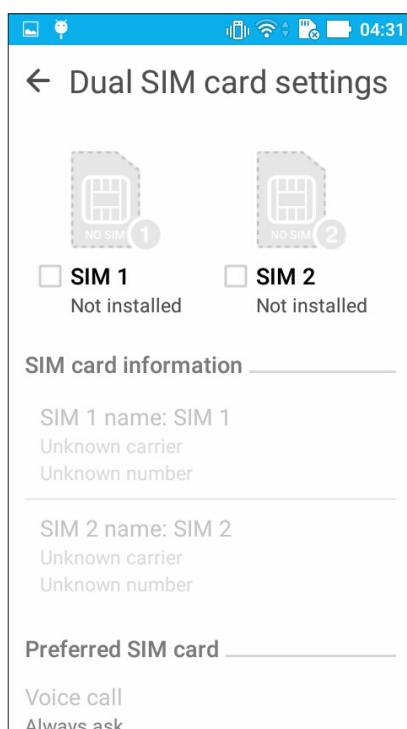 04:31
Dual SIM card settings
NO SIM 1 NO SIM 2
SIM 1 SIM 2
Not installed Not installed
SIM card information
SIM 1 name: SIM 1
Unknown carrier
Unknown number
SIM 2 name: SIM 2
Unknown carrier
Unknown number
Preferred SIM card
Voice call
Always ask